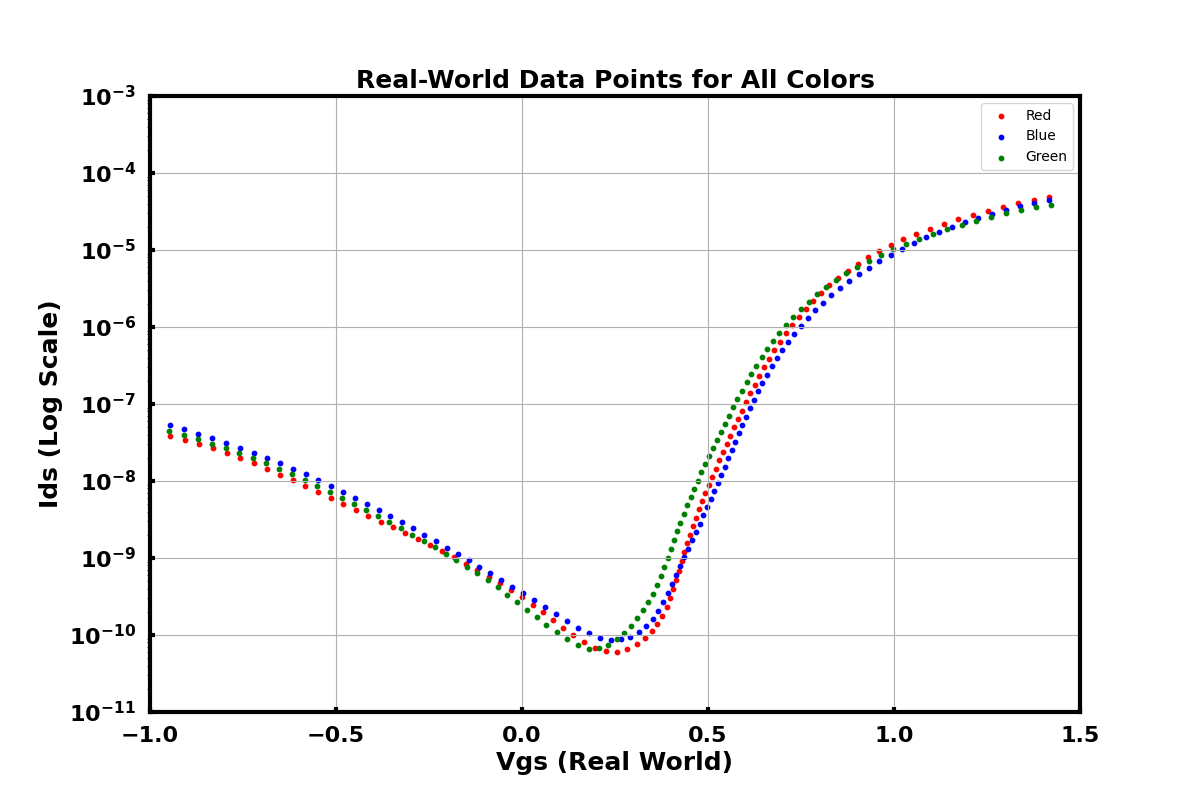 Real-World Data Points for All Colors
Red
Blue
Green
10⁻³
10⁻⁴
10⁻⁵
10⁻⁶
10⁻⁷
10⁻⁸
10⁻⁹
10⁻¹⁰
10⁻¹¹
Ids (Log Scale)
−1.0 −0.5 0.0 0.5 1.0 1.5
Vgs (Real World)